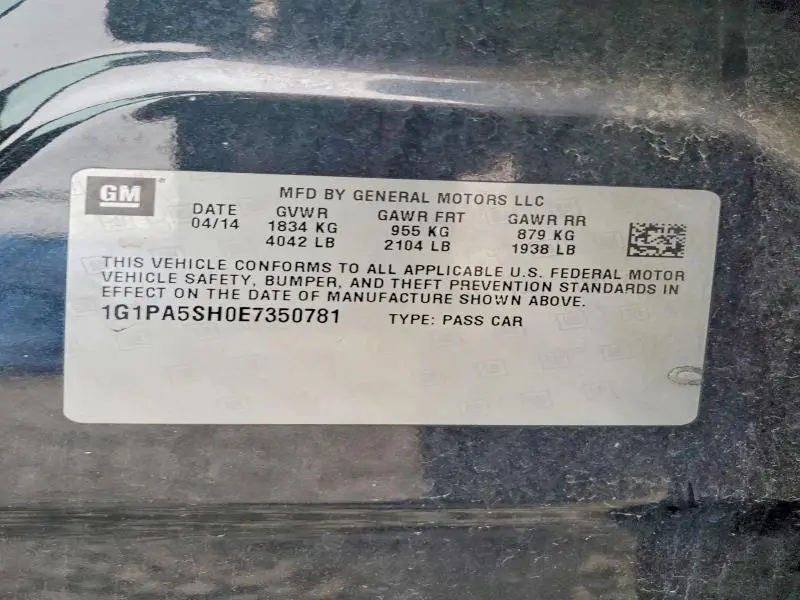 GM
MFD BY GENERAL MOTORS LLC
DATE GVWR GAWR FRT GAWR RR
04/14 1834 KG 955 KG 879 KG
4042 LB 2104 LB 1938 LB
THIS VEHICLE CONFORMS TO ALL APPLICABLE U.S. FEDERAL MOTOR
VEHICLE SAFETY, BUMPER, AND THEFT PREVENTION STANDARDS IN
EFFECT ON THE DATE OF MANUFACTURE SHOWN ABOVE.
1G1PA5SH0E7350781 TYPE: PASS CAR